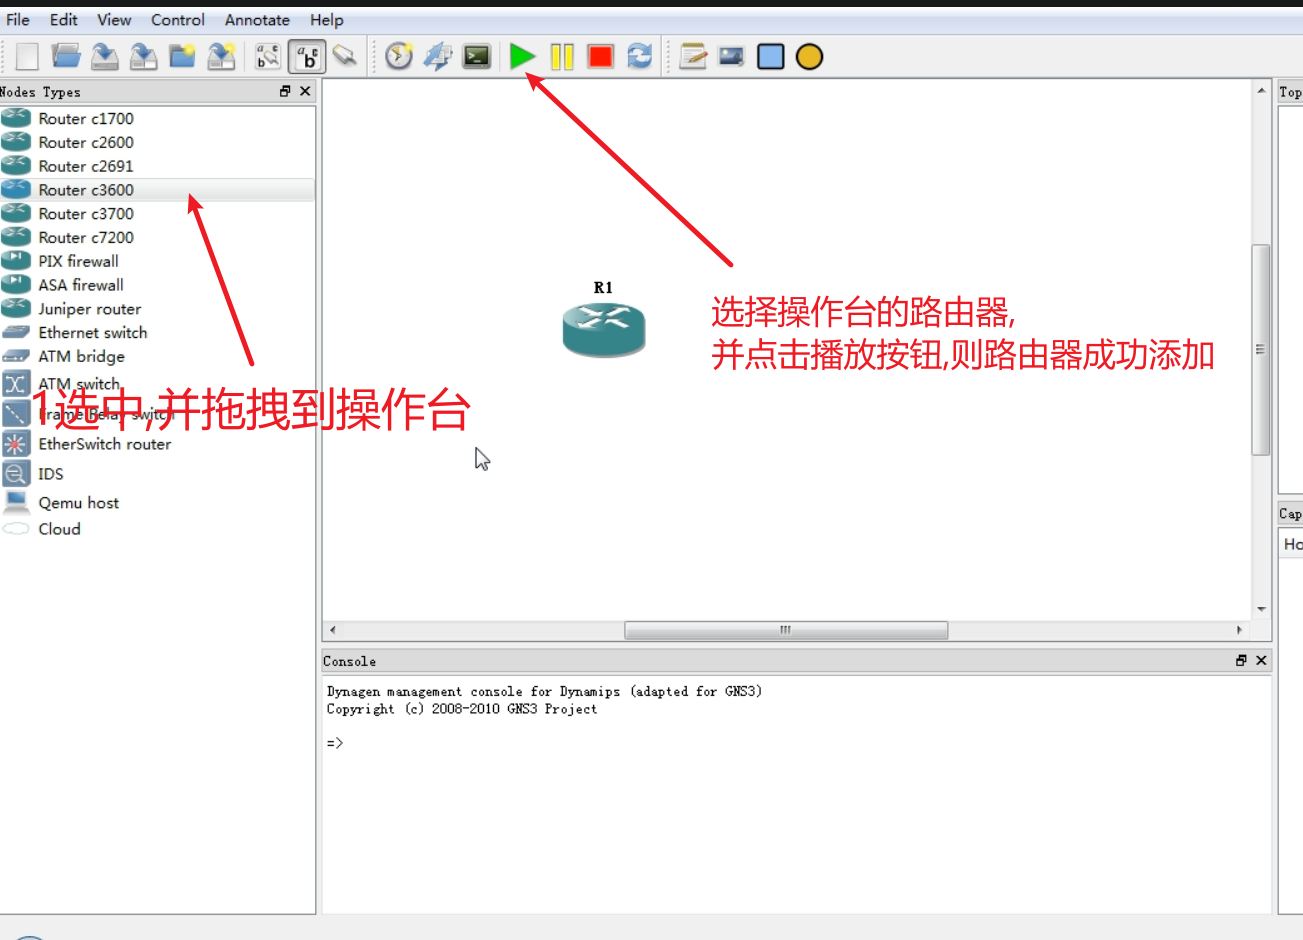 File Edit View Control Annotate Help
Nodes Types
Router c1700
Router c2600
Router c2691
Router c3600
Router c3700
Router c7200
PIX firewall
ASA firewall
Juniper router
Ethernet switch
ATM bridge
ATM switch
Frame Relay switch
EtherSwitch router
IDS
Qemu host
Cloud
1选中,并拖拽到操作台
R1
选择操作台的路由器,
并点击播放按钮,则路由器成功添加
Top
Cap
Ho
Console
Dynagen management console for Dynamips (adapted for GNS3)
Copyright (c) 2008-2010 GNS3 Project
=>